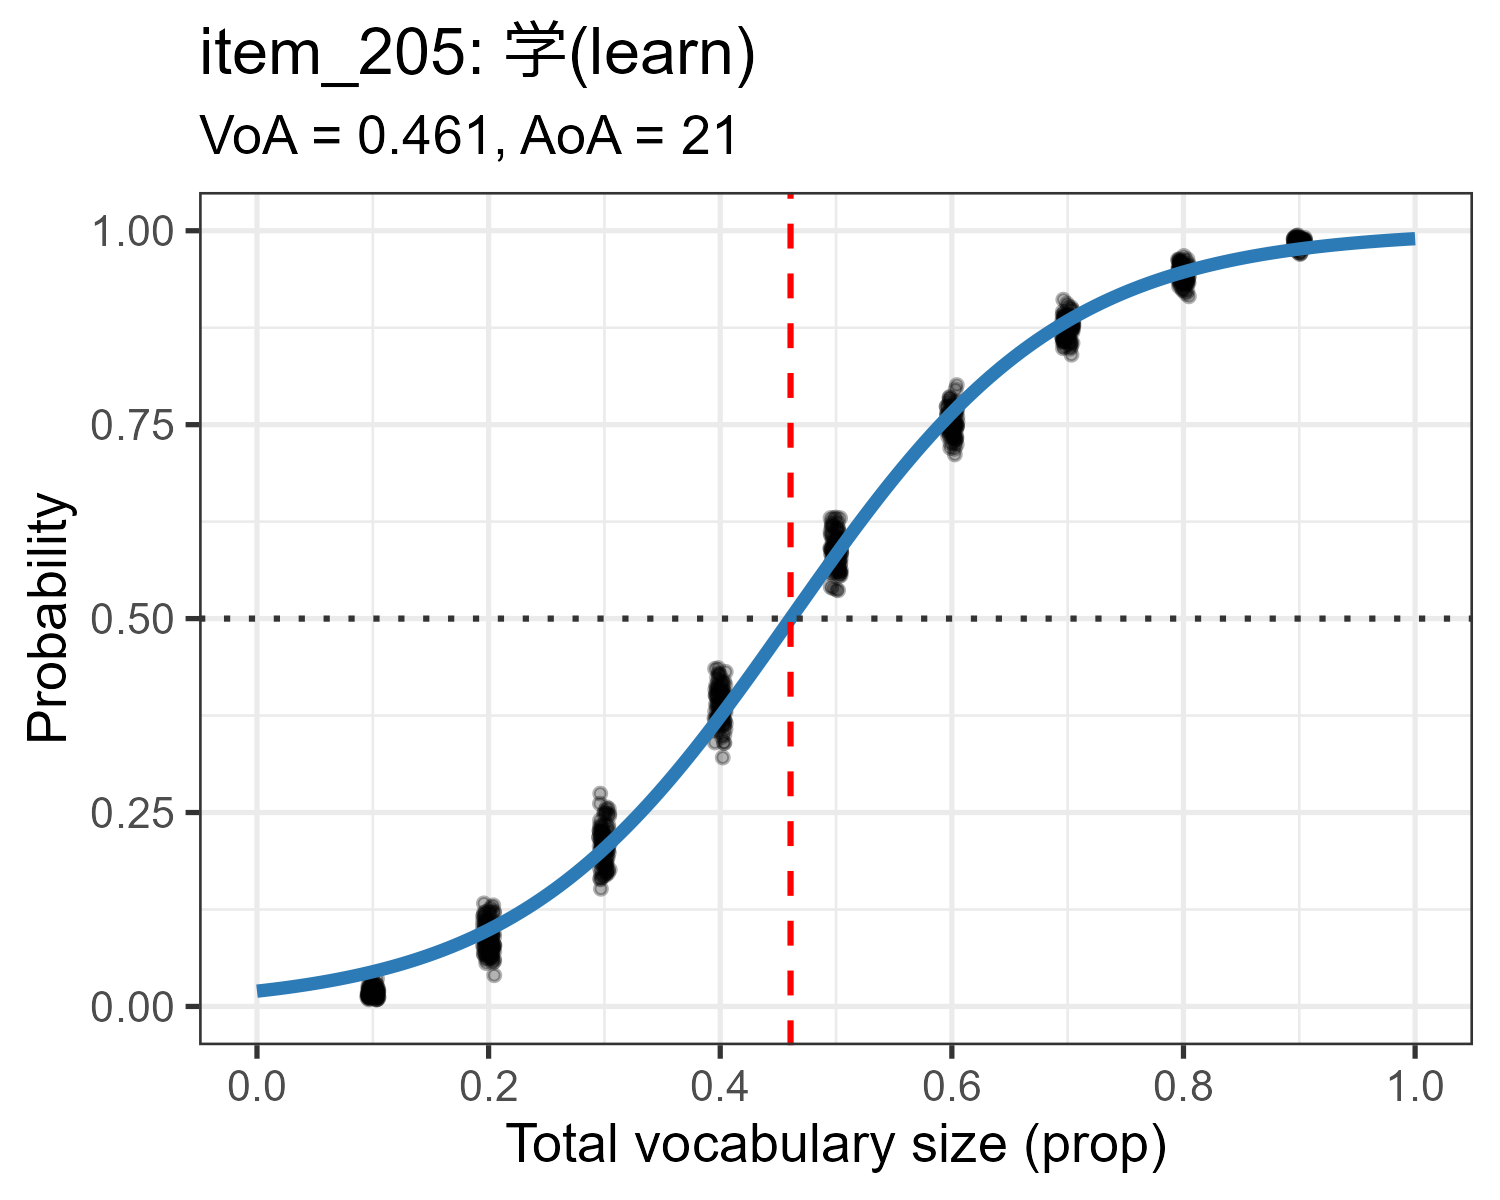 item_205: 学(learn)
VoA = 0.461, AoA = 21
1.00
0.75
0.50
0.25
0.00
Probability
0.0 0.2 0.4 0.6 0.8 1.0
Total vocabulary size (prop)